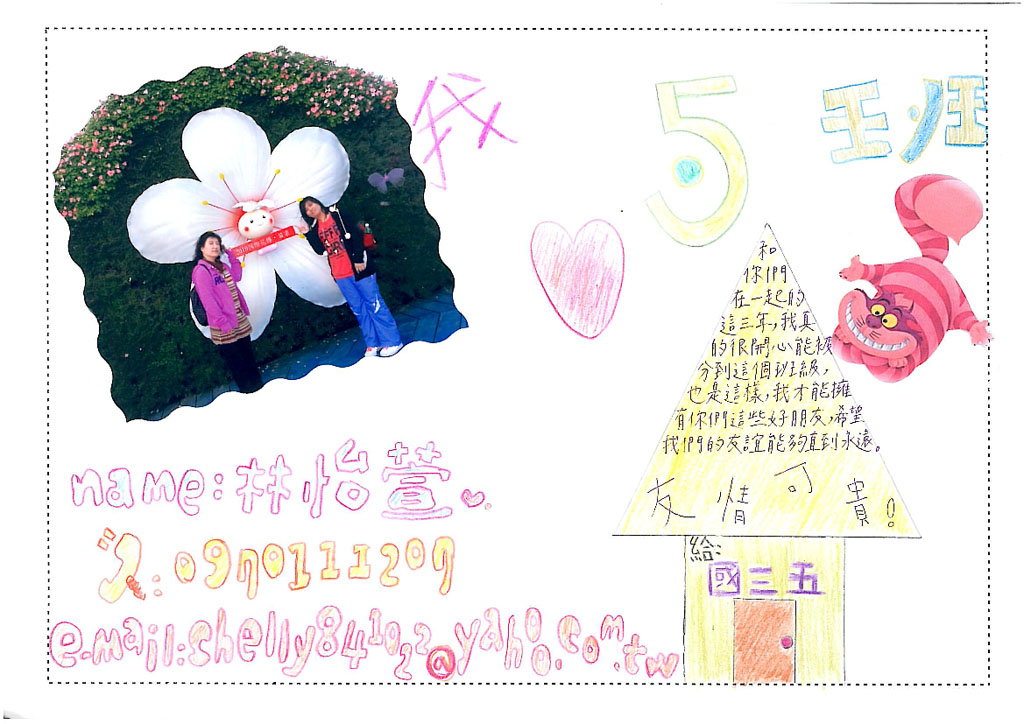 我
5 班
name:林怡萱
:0970111207
e-mail:shelly841022@yahoo.com.tw
和
你們
在一起的
這三年,我真
的很開心能被
分到這個班級,
也是這樣,我才能擁
有你們這些好朋友,希望
我們的友誼能夠直到永遠。
友情可貴!
給:
國三五